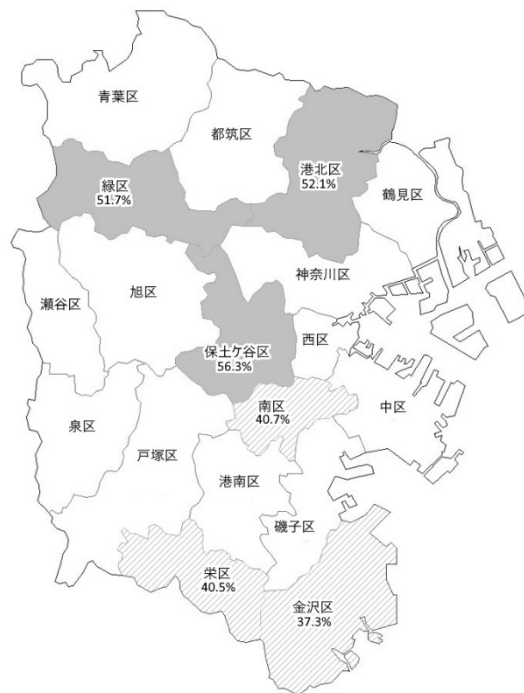 青葉区
都筑区
港北区
52.1%
緑区
51.7%
鶴見区
神奈川区
瀬谷区
旭区
西区
保土ケ谷区
56.3%
中区
南区
40.7%
泉区
戸塚区
港南区
磯子区
栄区
40.5%
金沢区
37.3%